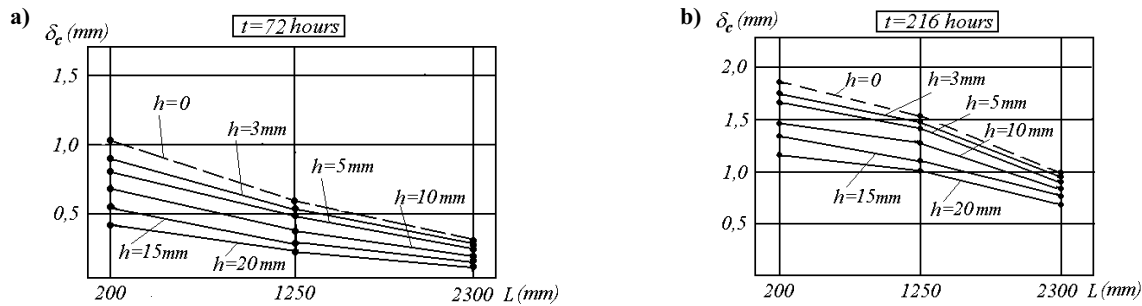 a)
δc (mm)
t=72 hours
1,5
1,0
0,5
h=0
h=3mm
h=5mm
h=10mm
h=15mm
h=20mm
200
1250
2300
L (mm)
b)
δc (mm)
t=216 hours
2,0
1,5
1,0
0,5
h=0
h=3mm
h=5mm
h=10mm
h=15mm
h=20mm
200
1250
2300
L (mm)